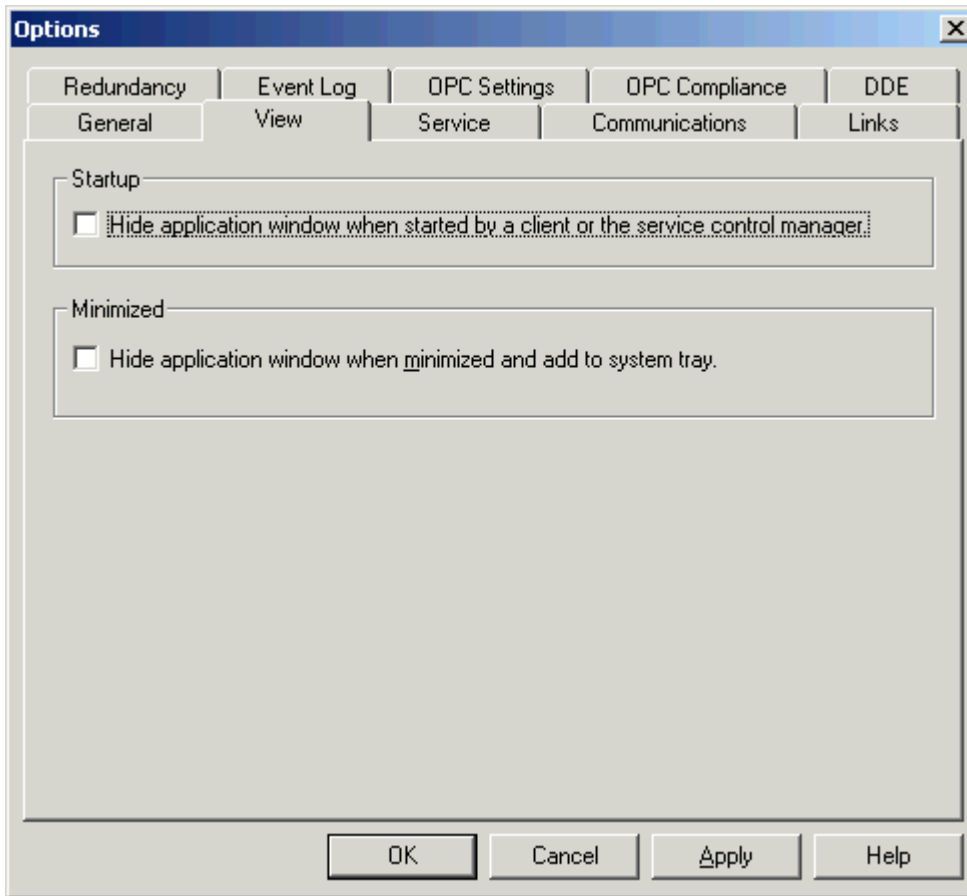 Options
Redundancy
Event Log
OPC Settings
OPC Compliance
DDE
General
View
Service
Communications
Links
Startup
Hide application window when started by a client or the service control manager.
Minimized
Hide application window when minimized and add to system tray.
OK
Cancel
Apply
Help